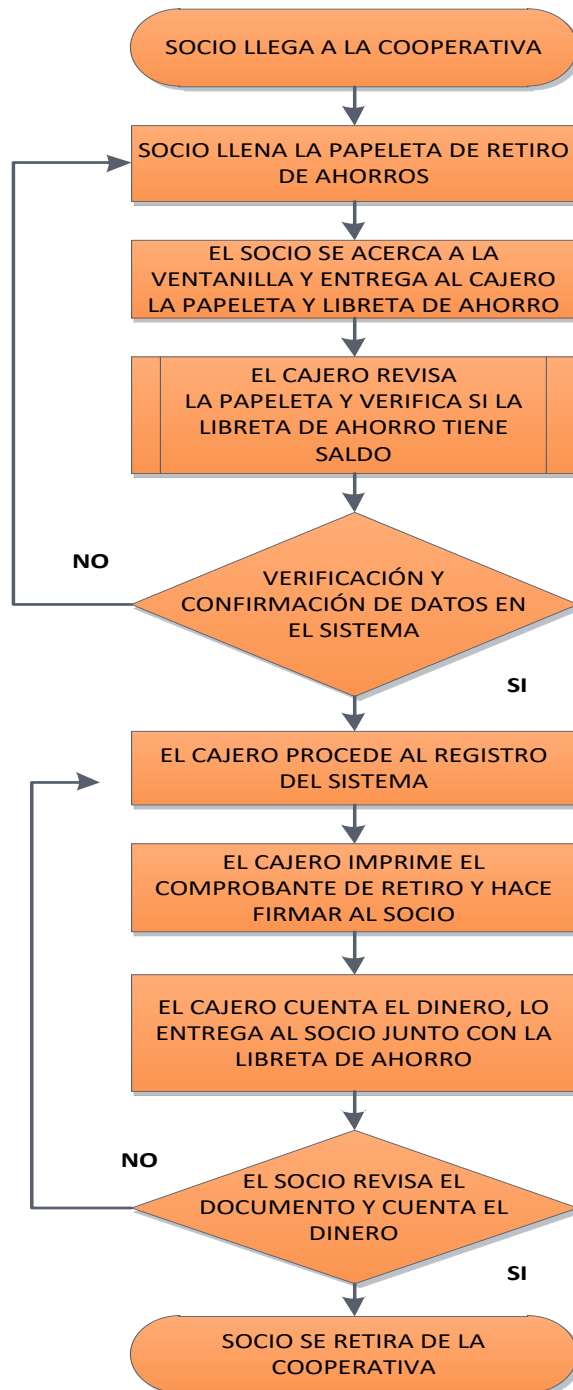 SOCIO LLEGA A LA COOPERATIVA
SOCIO LLENA LA PAPELETA DE RETIRO
DE AHORROS
EL SOCIO SE ACERCA A LA
VENTANILLA Y ENTREGA AL CAJERO
LA PAPELETA Y LIBRETA DE AHORRO
EL CAJERO REVISA
LA PAPELETA Y VERIFICA SI LA
LIBRETA DE AHORRO TIENE
SALDO
NO
VERIFICACIÓN Y
CONFIRMACIÓN DE DATOS EN
EL SISTEMA
SI
EL CAJERO PROCEDE AL REGISTRO
DEL SISTEMA
EL CAJERO IMPRIME EL
COMPROBANTE DE RETIRO Y HACE
FIRMAR AL SOCIO
EL CAJERO CUENTA EL DINERO, LO
ENTREGA AL SOCIO JUNTO CON LA
LIBRETA DE AHORRO
NO
EL SOCIO REVISA EL
DOCUMENTO Y CUENTA EL
DINERO
SI
SOCIO SE RETIRA DE LA
COOPERATIVA